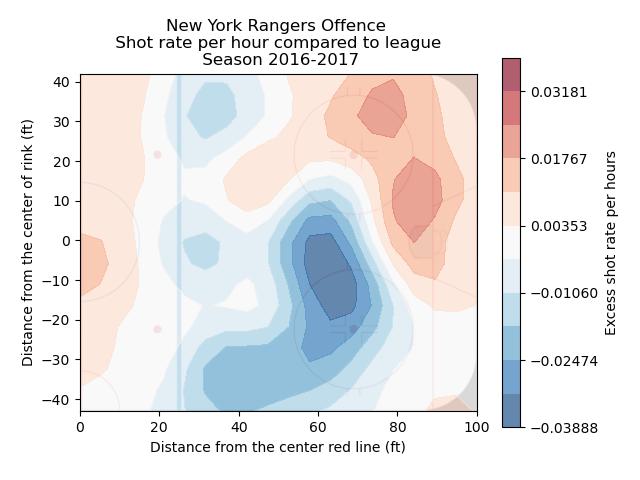 New York Rangers Offence
Shot rate per hour compared to league
Season 2016-2017
40
30
20
10
0
−10
−20
−30
−40
Distance from the center of rink (ft)
0 20 40 60 80 100
Distance from the center red line (ft)
0.03181
0.01767
0.00353
−0.01060
−0.02474
−0.03888
Excess shot rate per hours